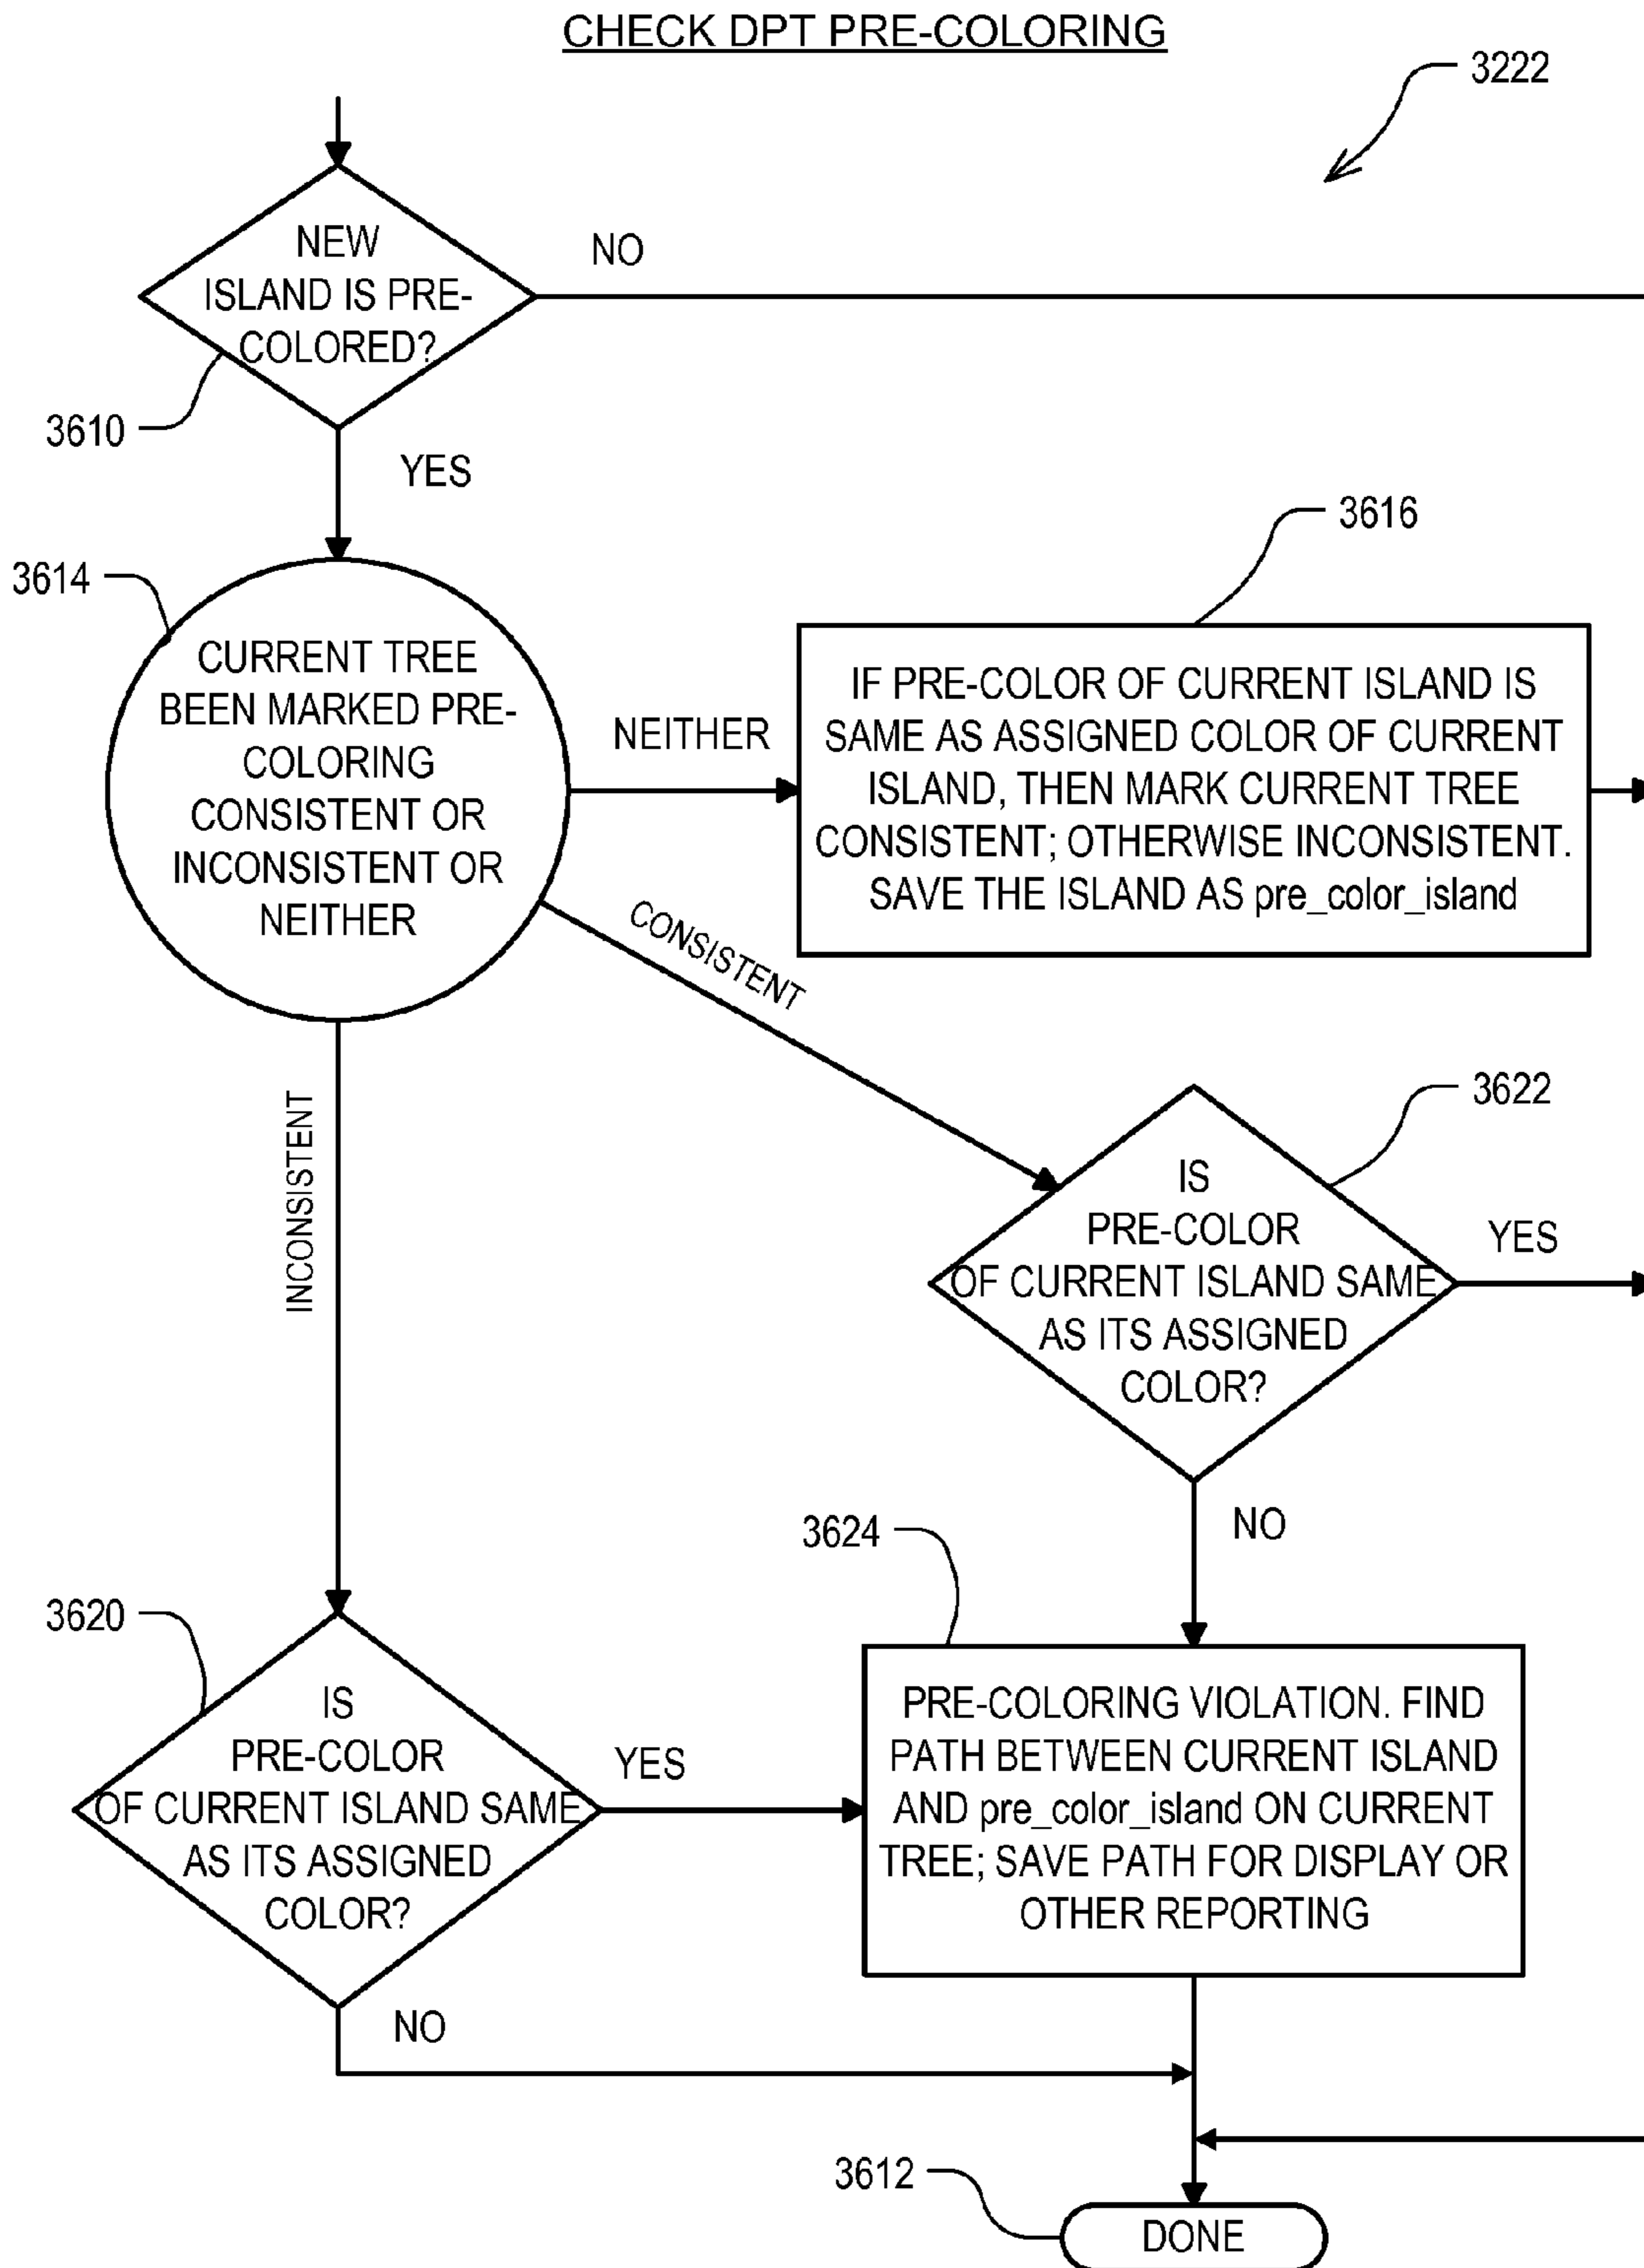 CHECK DPT PRE-COLORING
3222
NEW
ISLAND IS PRE-
COLORED?
NO
3610
YES
3614
CURRENT TREE
BEEN MARKED PRE-
COLORING
CONSISTENT OR
INCONSISTENT OR
NEITHER
NEITHER
3616
IF PRE-COLOR OF CURRENT ISLAND IS
SAME AS ASSIGNED COLOR OF CURRENT
ISLAND, THEN MARK CURRENT TREE
CONSISTENT; OTHERWISE INCONSISTENT.
SAVE THE ISLAND AS pre_color_island
CONSISTENT
INCONSISTENT
3622
IS
PRE-COLOR
OF CURRENT ISLAND SAME
AS ITS ASSIGNED
COLOR?
YES
NO
3620
IS
PRE-COLOR
OF CURRENT ISLAND SAME
AS ITS ASSIGNED
COLOR?
YES
NO
3624
PRE-COLORING VIOLATION. FIND
PATH BETWEEN CURRENT ISLAND
AND pre_color_island ON CURRENT
TREE; SAVE PATH FOR DISPLAY OR
OTHER REPORTING
3612
DONE